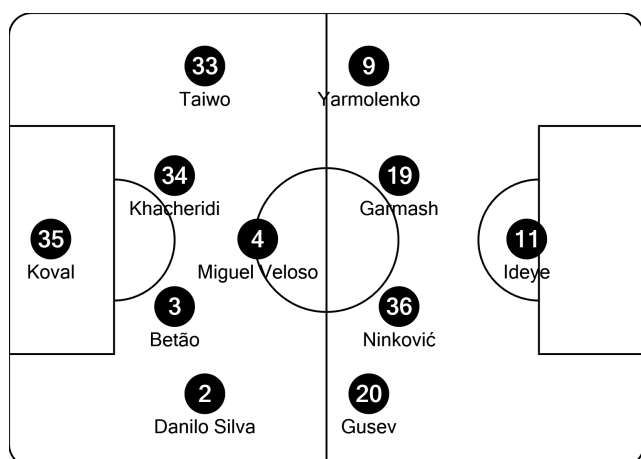 33
Taiwo
9
Yarmolenko
34
Khacheridi
19
Garmash
35
Koval
4
Miguel Veloso
11
Ideye
3
Betão
36
Ninković
2
Danilo Silva
20
Gusev